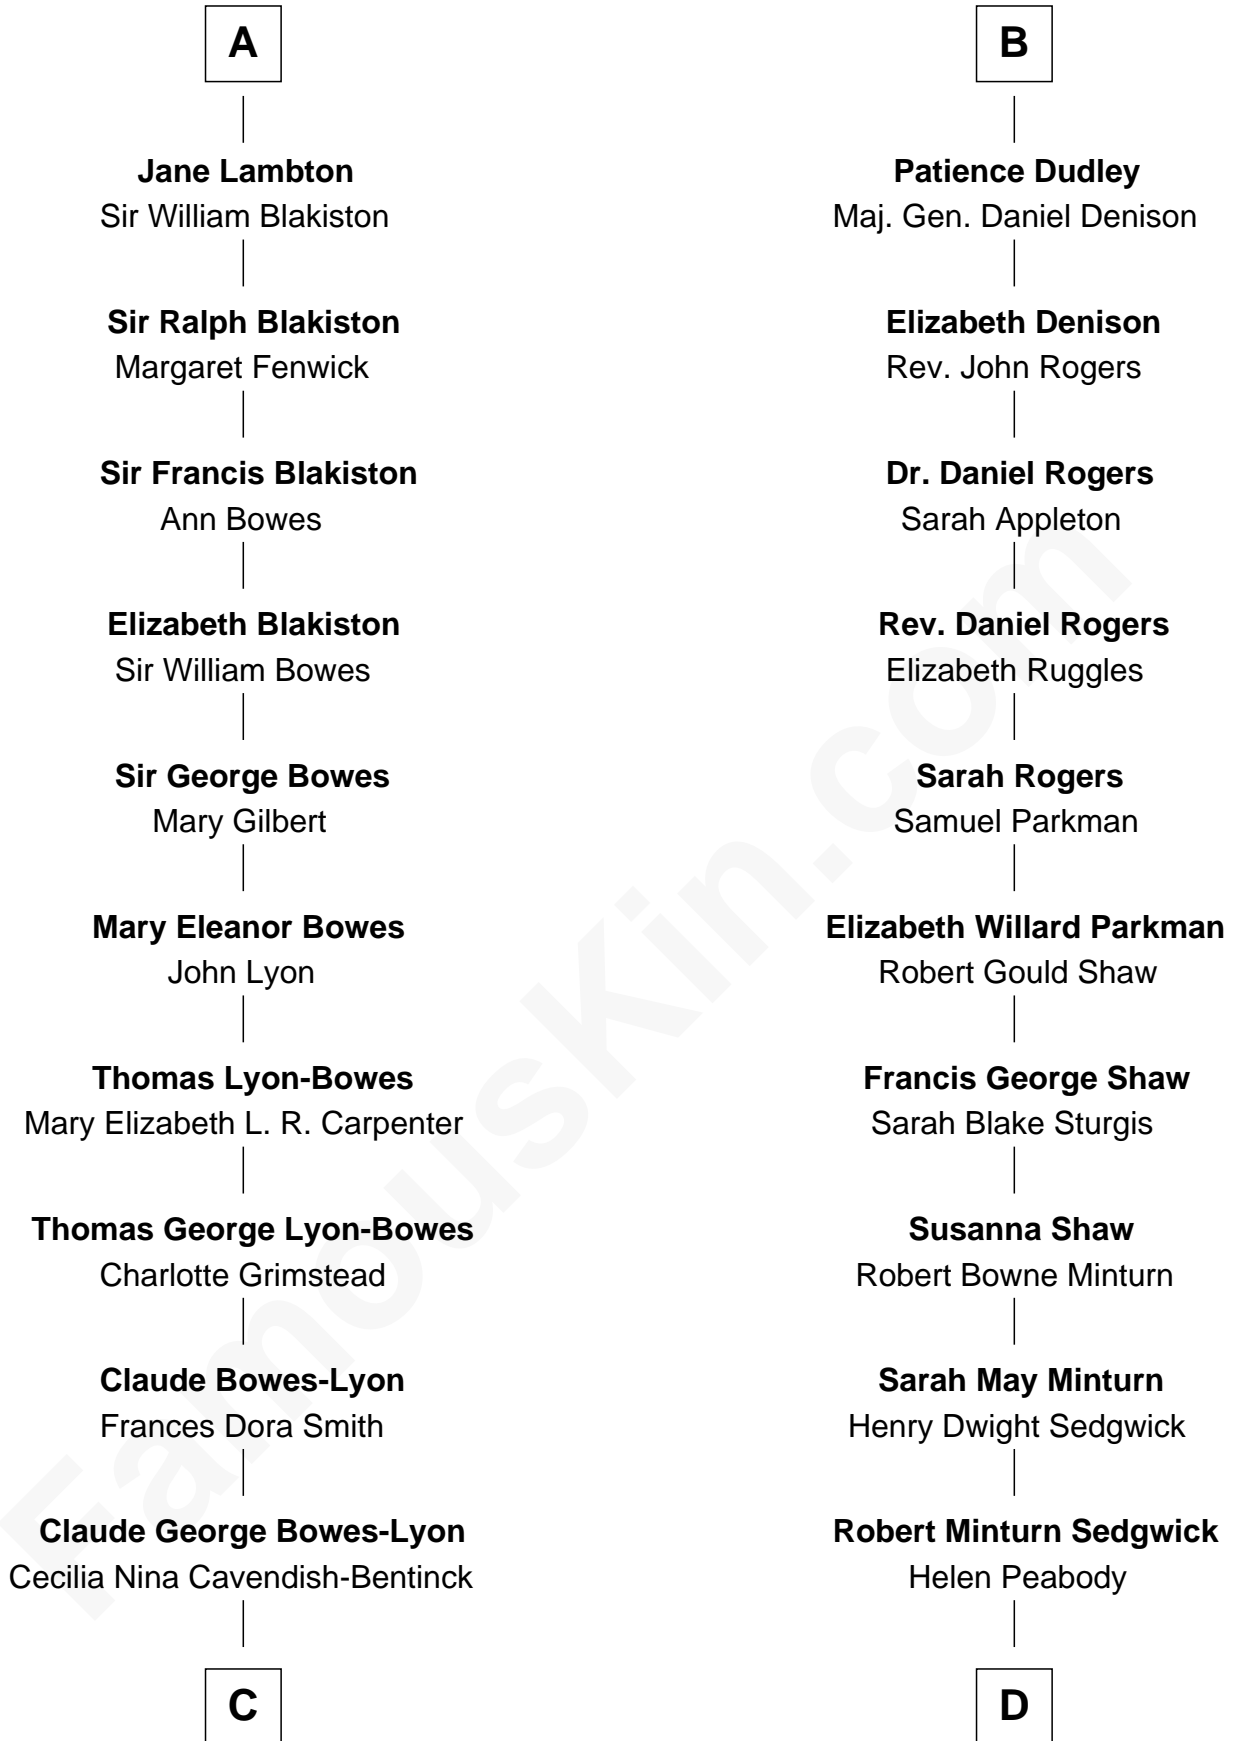 A
Jane Lambton
Sir William Blakiston
Sir Ralph Blakiston
Margaret Fenwick
Sir Francis Blakiston
Ann Bowes
Elizabeth Blakiston
Sir William Bowes
Sir George Bowes
Mary Gilbert
Mary Eleanor Bowes
John Lyon
Thomas Lyon-Bowes
Mary Elizabeth L. R. Carpenter
Thomas George Lyon-Bowes
Charlotte Grimstead
Claude Bowes-Lyon
Frances Dora Smith
Claude George Bowes-Lyon
Cecilia Nina Cavendish-Bentinck
C
B
Patience Dudley
Maj. Gen. Daniel Denison
Elizabeth Denison
Rev. John Rogers
Dr. Daniel Rogers
Sarah Appleton
Rev. Daniel Rogers
Elizabeth Ruggles
Sarah Rogers
Samuel Parkman
Elizabeth Willard Parkman
Robert Gould Shaw
Francis George Shaw
Sarah Blake Sturgis
Susanna Shaw
Robert Bowne Minturn
Sarah May Minturn
Henry Dwight Sedgwick
Robert Minturn Sedgwick
Helen Peabody
D
FamousKin.com